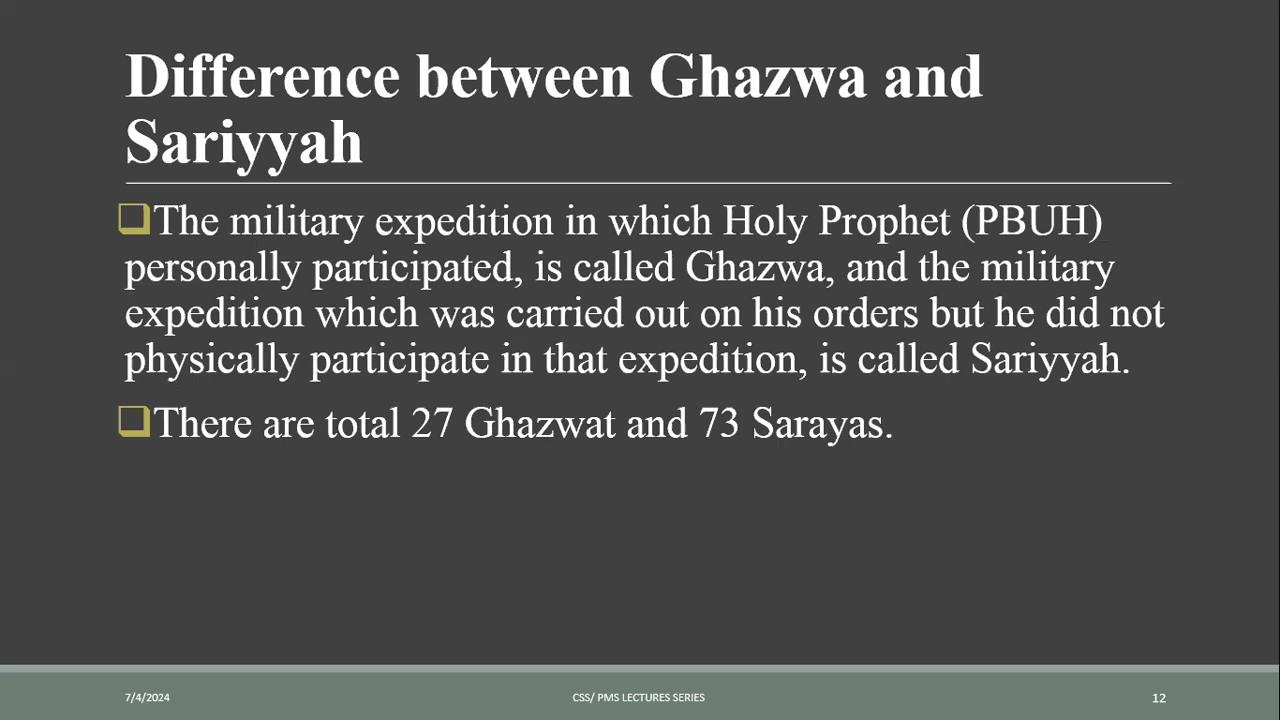 Difference between Ghazwa and
Sariyyah
The military expedition in which Holy Prophet (PBUH)
personally participated, is called Ghazwa, and the military
expedition which was carried out on his orders but he did not
physically participate in that expedition, is called Sariyyah.
There are total 27 Ghazwat and 73 Sarayas.
7/4/2024
CSS/ PMS LECTURES SERIES
12